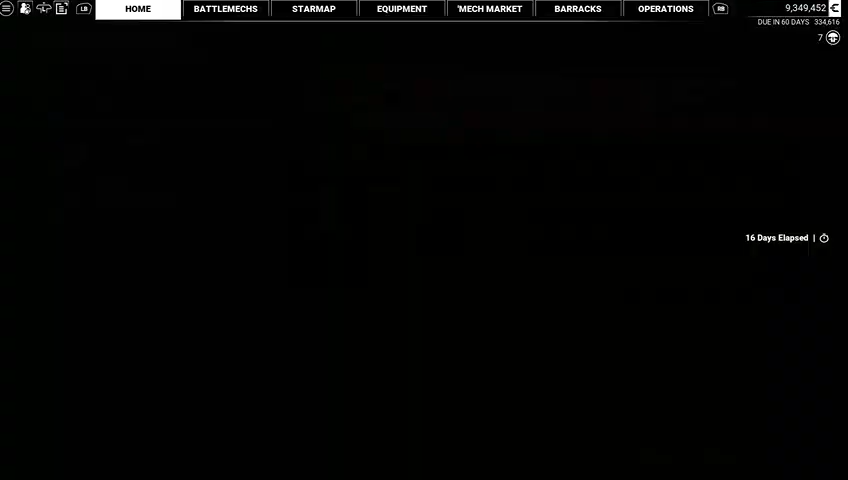 LB HOME BATTLEMECHS STARMAP EQUIPMENT 'MECH MARKET BARRACKS OPERATIONS RB 9,349,452
DUE IN 60 DAYS 334,616
7
16 Days Elapsed |